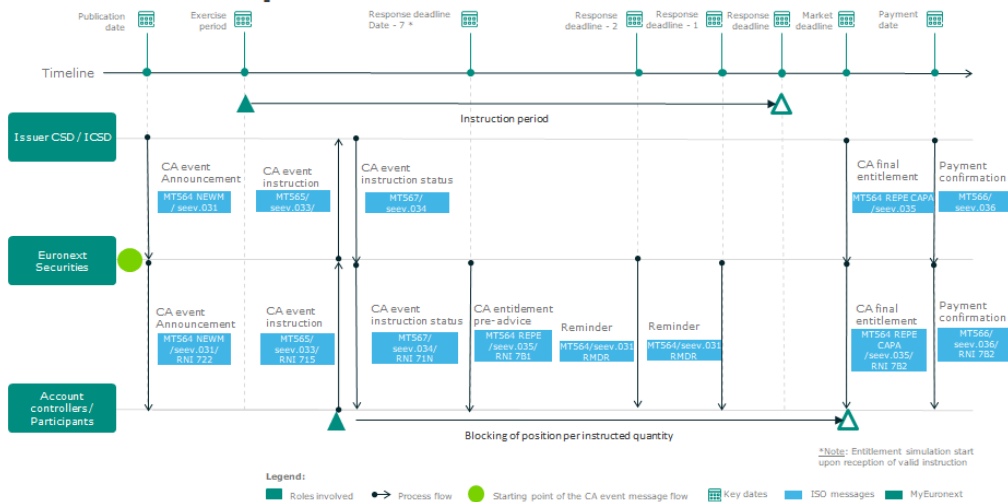 Publication
date
Exercise
period
Response deadline
Date - 7 *
Response
deadline - 2
Response
deadline - 1
Response
deadline
Market
deadline
Payment
date
Timeline
Instruction period
Issuer CSD / ICSD
CA event
Announcement
MT564 NEWM
/ seev.031
CA event
instruction
MT565/
seev.033/
CA event
instruction status
MT567/
seev.034
CA final
entitlement
MT564 REPE CAPA
/seev.035
Payment
confirmation
MT566/
seev.036
Euronext
Securities
CA event
Announcement
MT564 NEWM
/seev.031/
RNI 722
CA event
instruction
MT565/
seev.033/
RNI 715
CA event
instruction status
MT567/
seev.034/
RNI 71N
CA entitlement
pre-advice
MT564 REPE
/seev.035/
RNI 7B1
Reminder
MT564/seev.031
RMDR
Reminder
MT564/seev.031
RMDR
CA final
entitlement
MT564 REPE
CAPA
/seev.035/
RNI 7B2
Payment
confirmation
MT566/
seev.036/
RNI 7B2
Account
controllers/
Participants
Blocking of position per instructed quantity
*Note: Entitlement simulation start
upon reception of valid instruction
Legend:
Roles involved
Process flow
Starting point of the CA event message flow
Key dates
ISO messages
MyEuronext